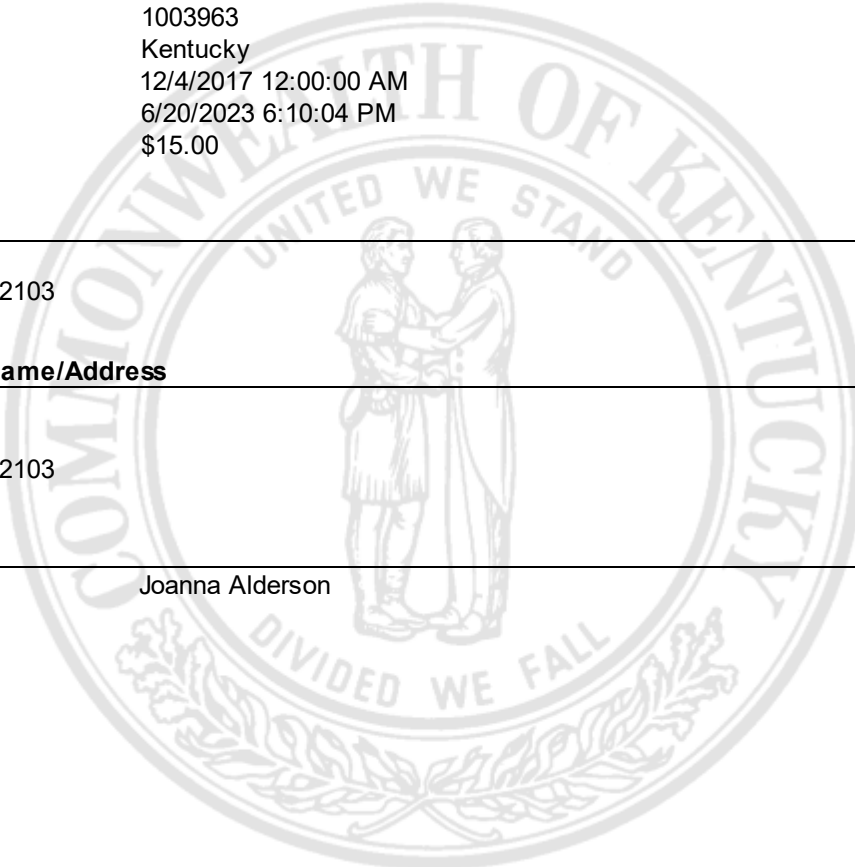 1003963
Kentucky
12/4/2017 12:00:00 AM
6/20/2023 6:10:04 PM
$15.00
COMMONWEALTH OF KENTUCKY
UNITED WE STAND
2103
ame/Address
2103
Joanna Alderson
DIVIDED WE FALL